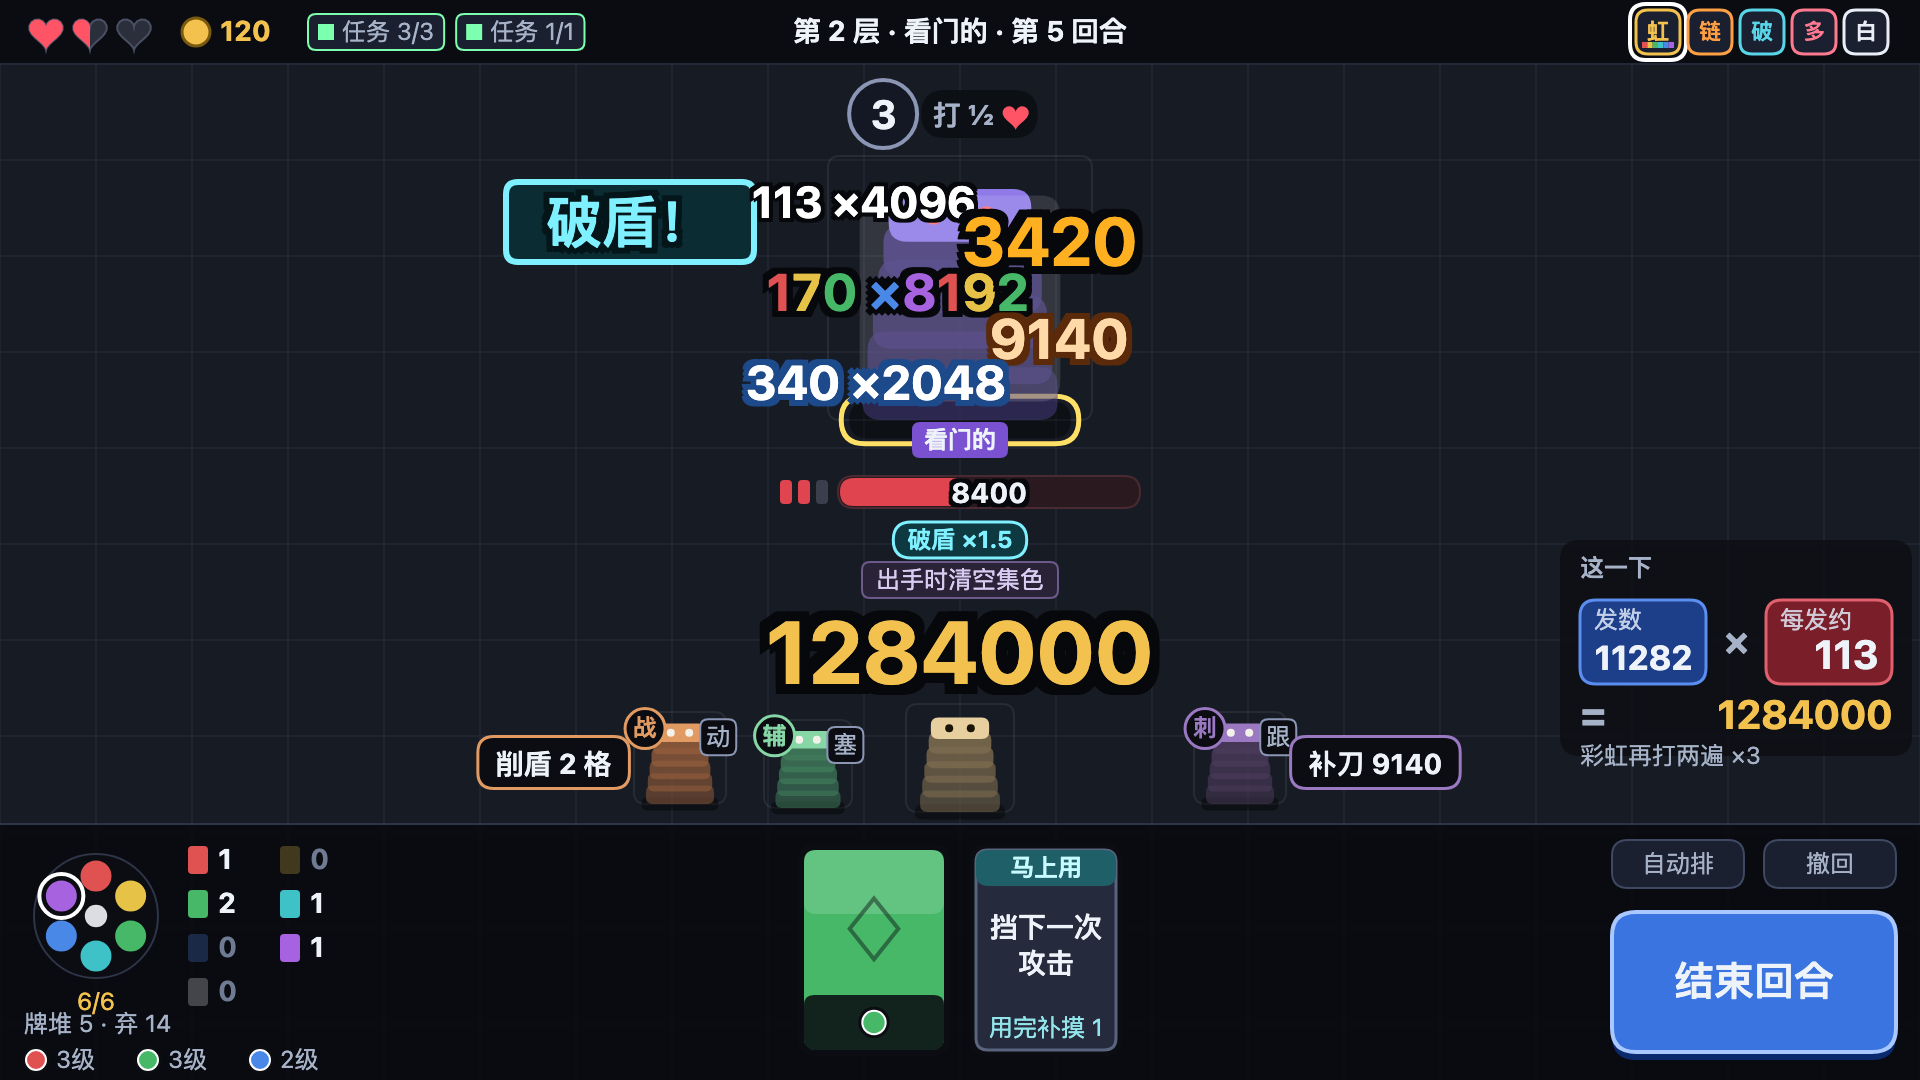 120
任务 3/3
任务 1/1
第 2 层 · 看门的 · 第 5 回合
虹
链
破
多
白
3
打 ½
破盾!
113 ×4096
3420
170 ×8192
9140
340 ×2048
看门的
8400
破盾 ×1.5
出手时清空集色
1284000
这一下
发数
11282
×
每发约
113
=
1284000
彩虹再打两遍 ×3
削盾 2 格
战
动
辅
塞
刺
跟
补刀 9140
1
0
2
1
0
1
0
6/6
牌堆 5 · 弃 14
3级
3级
2级
马上用
挡下一次
攻击
用完补摸 1
自动排
撤回
结束回合